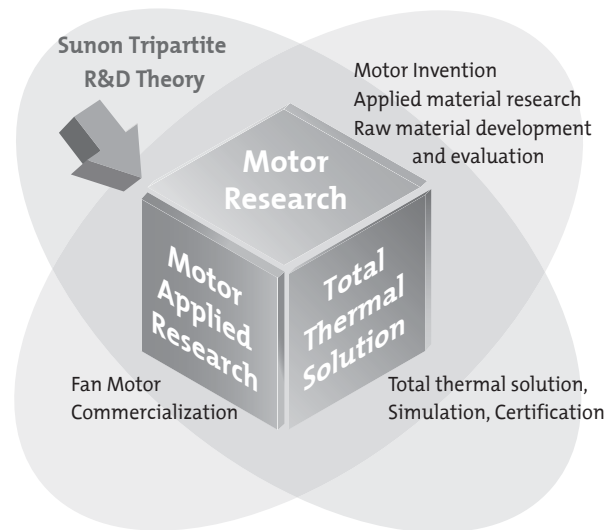 Sunon Tripartite
R&D Theory
Motor Invention
Applied material research
Raw material development
and evaluation
Motor
Research
Motor
Applied
Research
Total
Thermal
Solution
Fan Motor
Commercialization
Total thermal solution,
Simulation, Certification